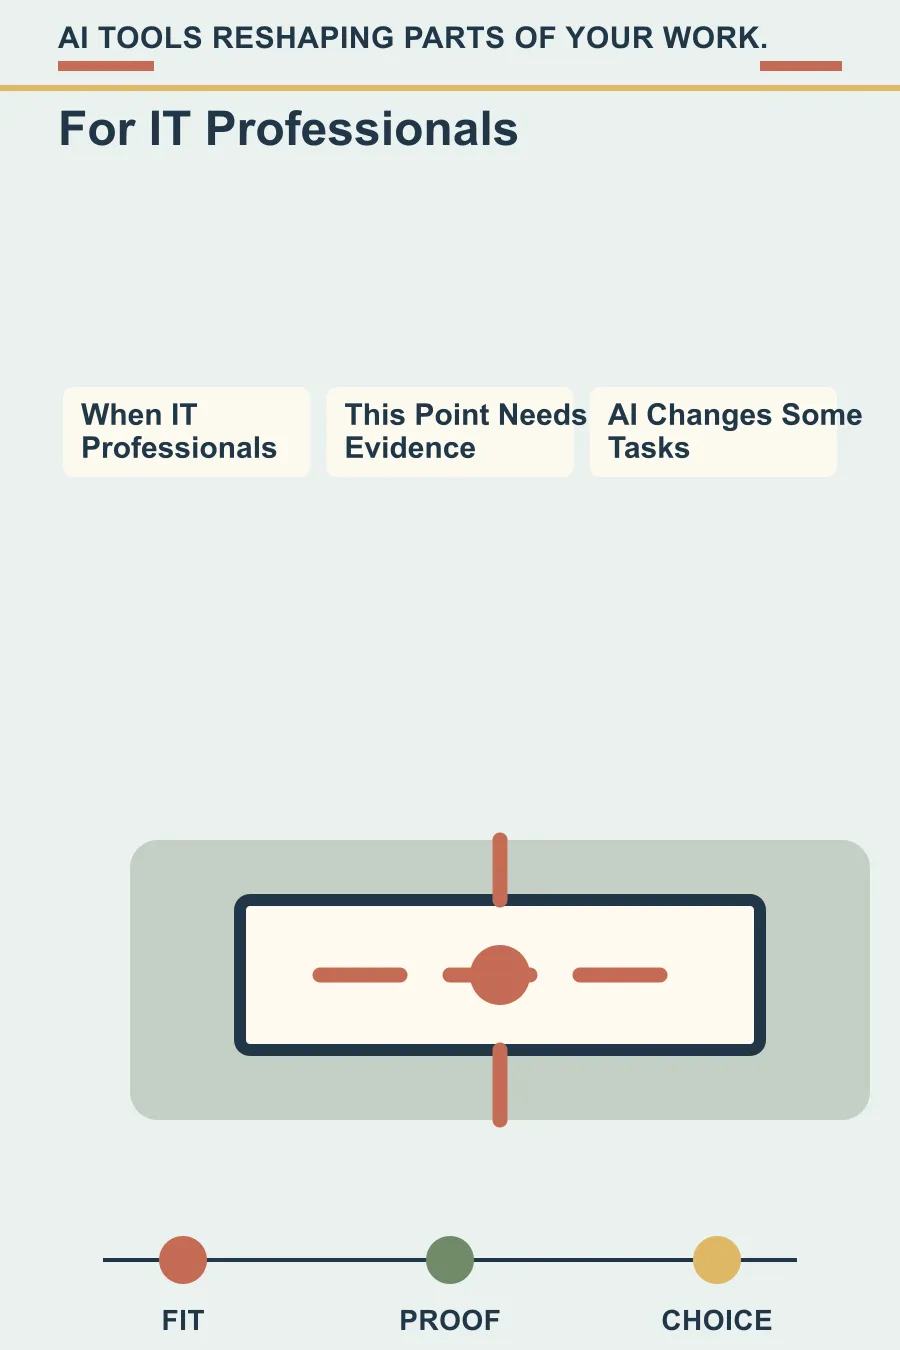 AI TOOLS RESHAPING PARTS OF YOUR WORK.
For IT Professionals
When IT
Professionals
This Point Needs
Evidence
AI Changes Some
Tasks
FIT
PROOF
CHOICE